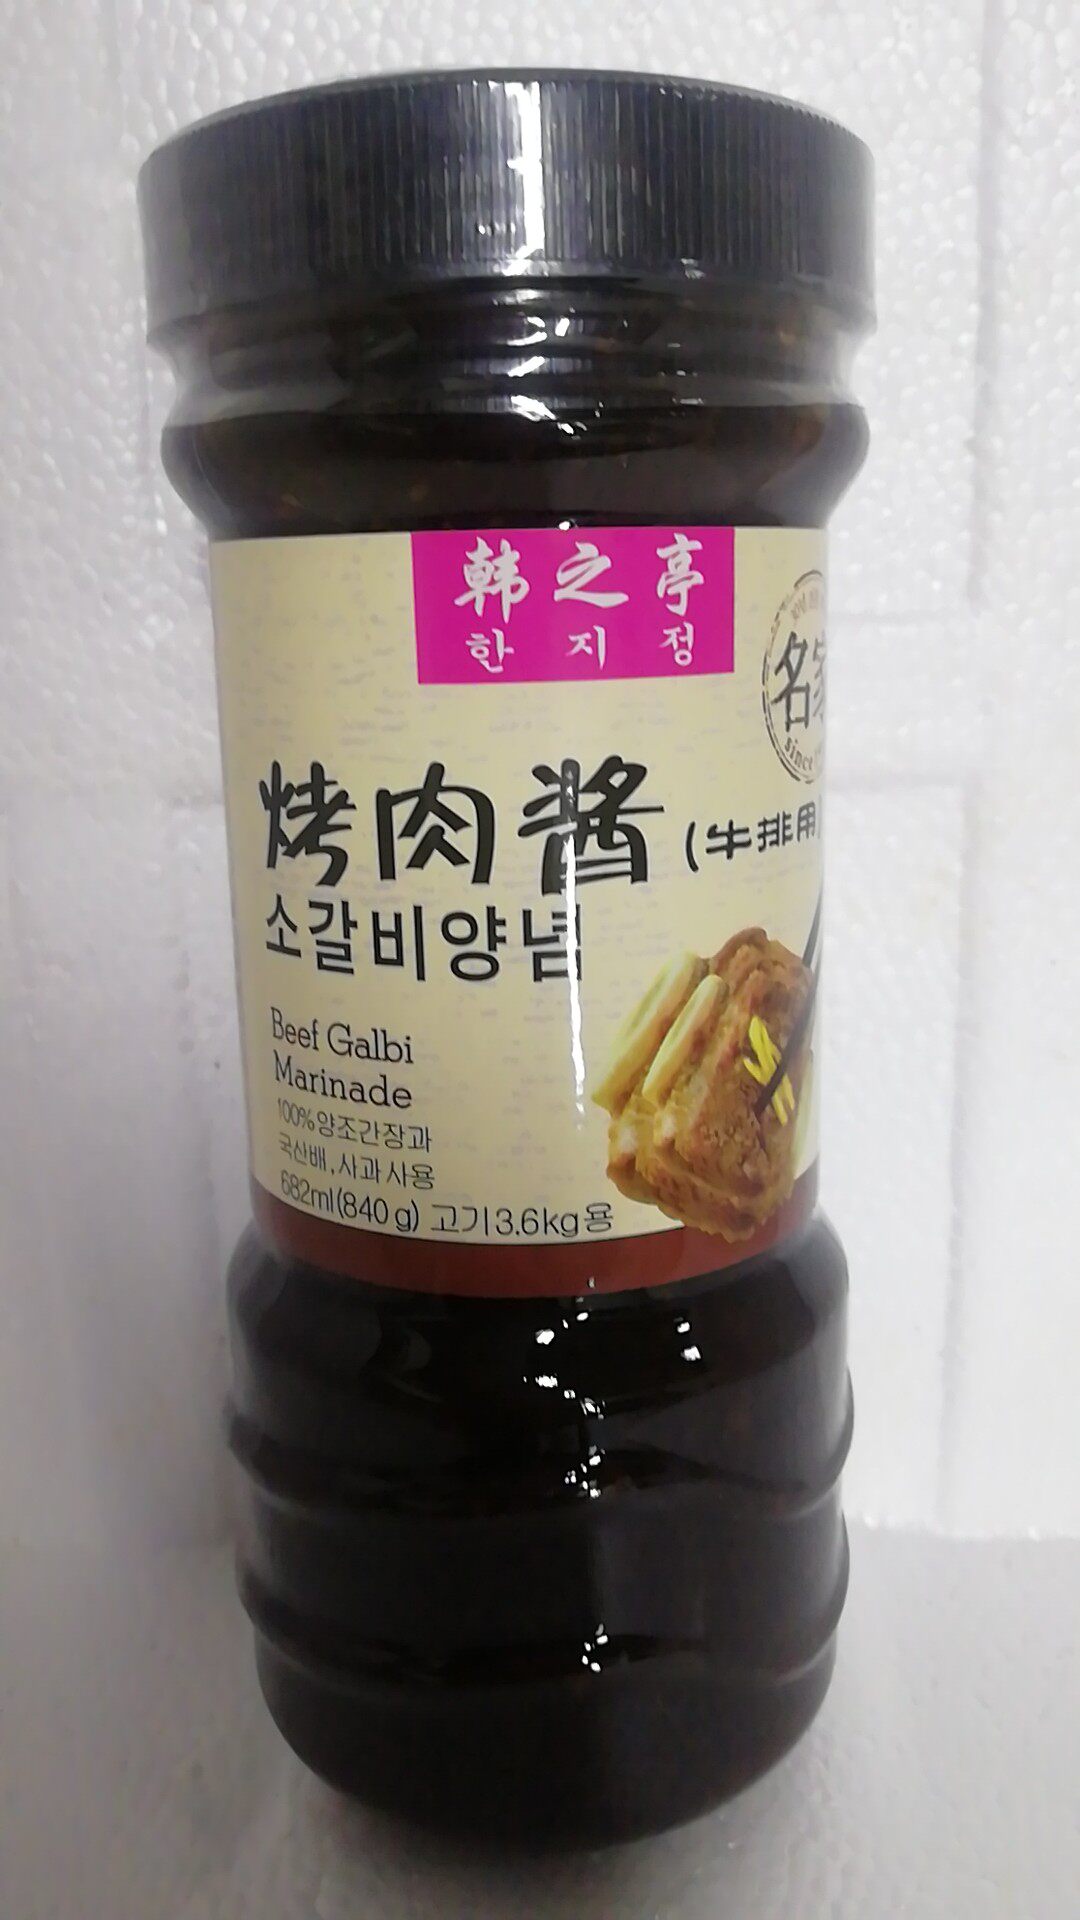 韩之亭
한지정
名家
since
烤肉酱(牛排用)
소갈비양념
Beef Galbi
Marinade
100%양조간장과
국산배,사과사용
682ml(840g) 고기3.6kg용